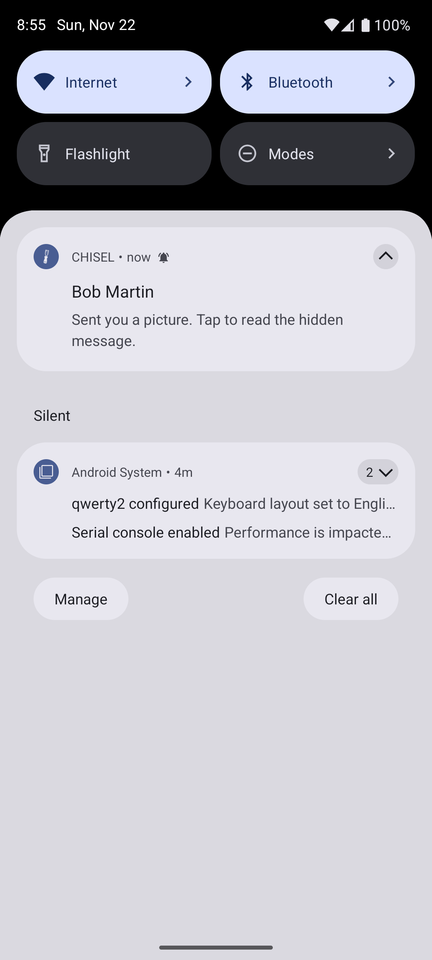 8:55 Sun, Nov 22 100%
Internet
Bluetooth
Flashlight
Modes
CHISEL • now
Bob Martin
Sent you a picture. Tap to read the hidden
message.
Silent
Android System • 4m
2
qwerty2 configured Keyboard layout set to Engli…
Serial console enabled Performance is impacte…
Manage
Clear all